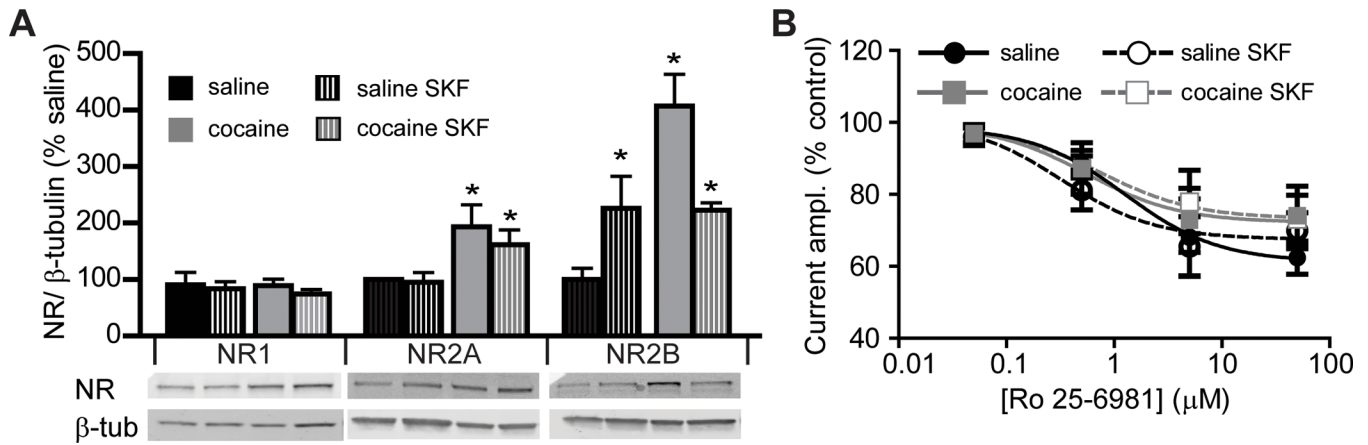 A
NR/ β-tubulin (% saline)
500
400
300
200
100
0
saline
saline SKF
cocaine
cocaine SKF
*
*
*
*
*
NR1
NR2A
NR2B
NR
β-tub
B
Current ampl. (% control)
120
100
80
60
40
saline
saline SKF
cocaine
cocaine SKF
0.01
0.1
1
10
100
[Ro 25-6981] (μM)